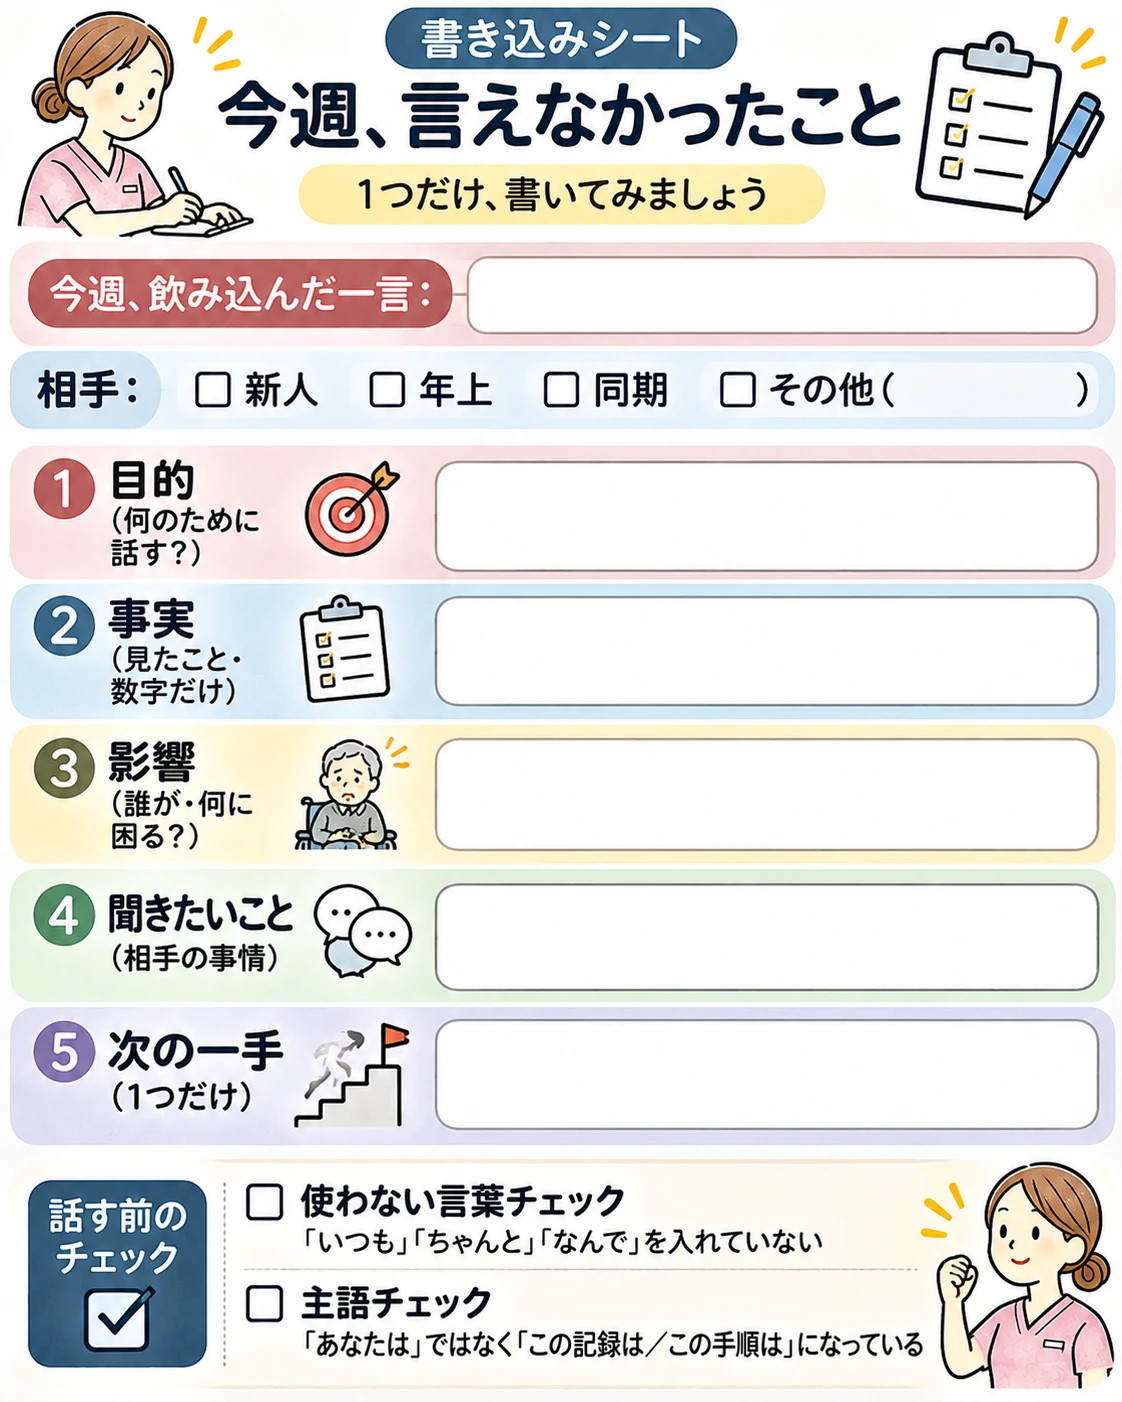 書き込みシート
今週、言えなかったこと
1つだけ、書いてみましょう
今週、飲み込んだ一言：
相手： □ 新人 □ 年上 □ 同期 □ その他（ ）
1 目的
（何のために
話す？）
2 事実
（見たこと・
数字だけ）
3 影響
（誰が・何に
困る？）
4 聞きたいこと
（相手の事情）
5 次の一手
（1つだけ）
話す前の
チェック
□ 使わない言葉チェック
「いつも」「ちゃんと」「なんで」を入れていない
□ 主語チェック
「あなたは」ではなく「この記録は／この手順は」になっている